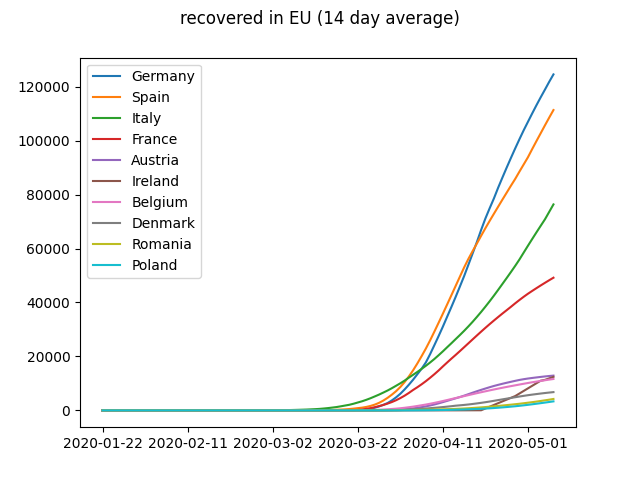 recovered in EU (14 day average)
120000
100000
80000
60000
40000
20000
0
Germany
Spain
Italy
France
Austria
Ireland
Belgium
Denmark
Romania
Poland
2020-01-22 2020-02-11 2020-03-02 2020-03-22 2020-04-11 2020-05-01